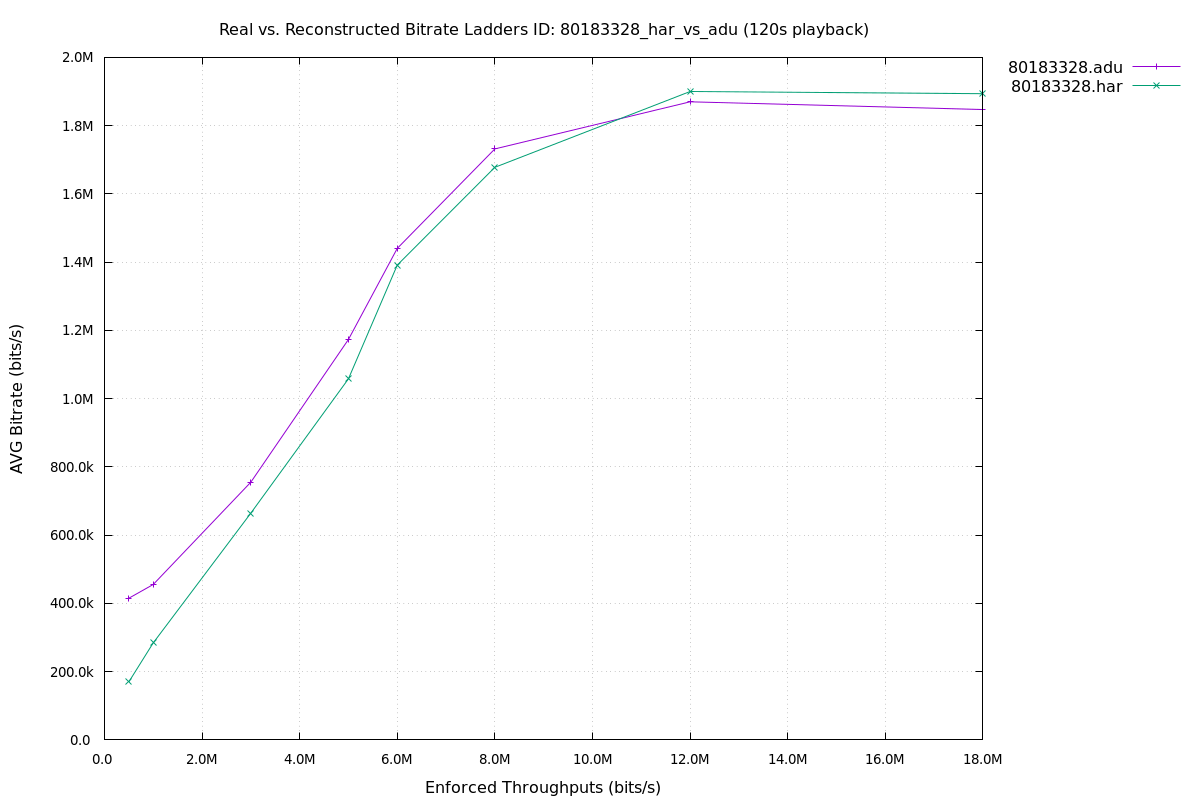 Real vs. Reconstructed Bitrate Ladders ID: 80183328_har_vs_adu (120s playback)
80183328.adu
80183328.har
2.0M
1.8M
1.6M
1.4M
1.2M
1.0M
800.0k
600.0k
400.0k
200.0k
0.0
AVG Bitrate (bits/s)
0.0 2.0M 4.0M 6.0M 8.0M 10.0M 12.0M 14.0M 16.0M 18.0M
Enforced Throughputs (bits/s)